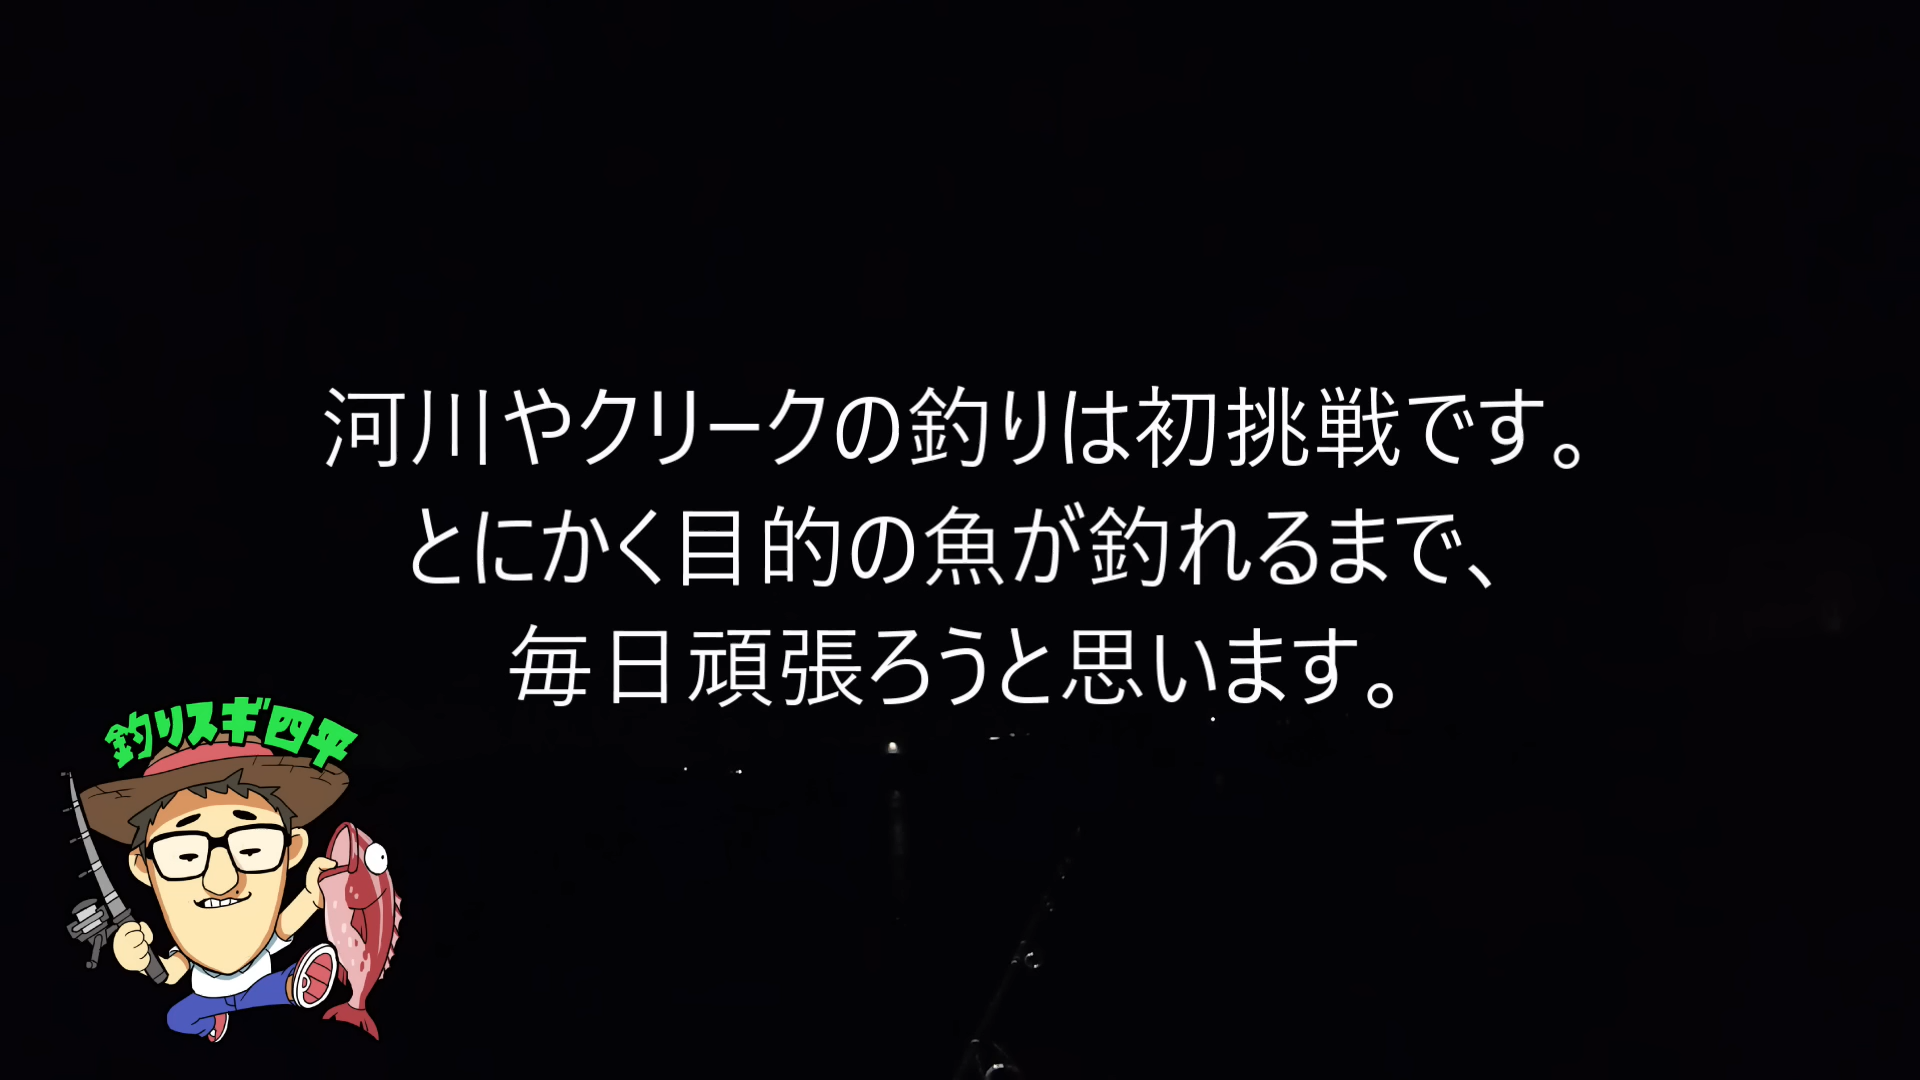 河川やクリークの釣りは初挑戦です。
とにかく目的の魚が釣れるまで、
毎日頑張ろうと思います。
釣りスギ四平